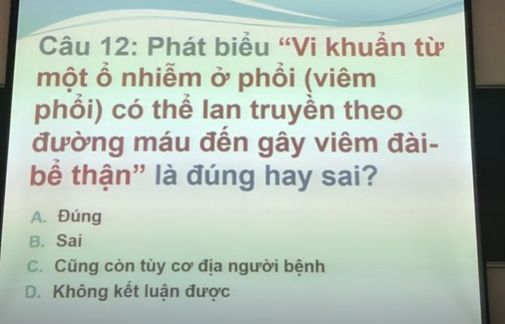 Câu 12: Phát biểu “Vi khuẩn từ
một ổ nhiễm ở phổi (viêm
phổi) có thể lan truyền theo
đường máu đến gây viêm đài-
bể thận” là đúng hay sai?
A. Đúng
B. Sai
C. Cũng còn tùy cơ địa người bệnh
D. Không kết luận được